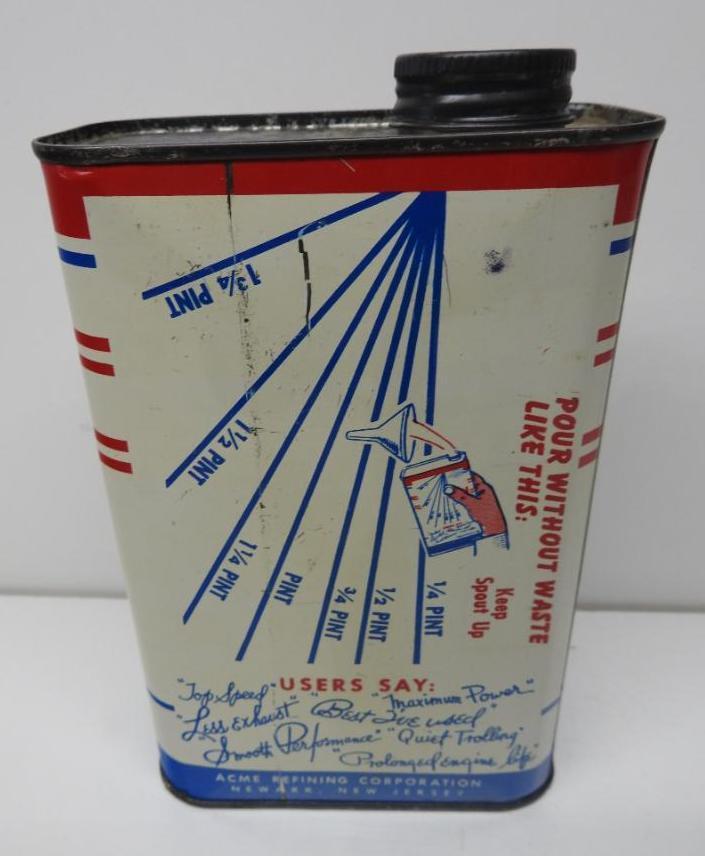 1 3/4 PINT
1 1/2 PINT
1 1/4 PINT
PINT
3/4 PINT
1/2 PINT
1/4 PINT
POUR WITHOUT WASTE
LIKE THIS:
Keep
Spout Up
USERS SAY:
"Top Speed" "Maximum Power"
"Less Exhaust" "Best I've used"
"Smooth Performance" "Quiet Trolling"
"Prolonged engine life"
ACME REFINING CORPORATION
NEWARK, NEW JERSEY